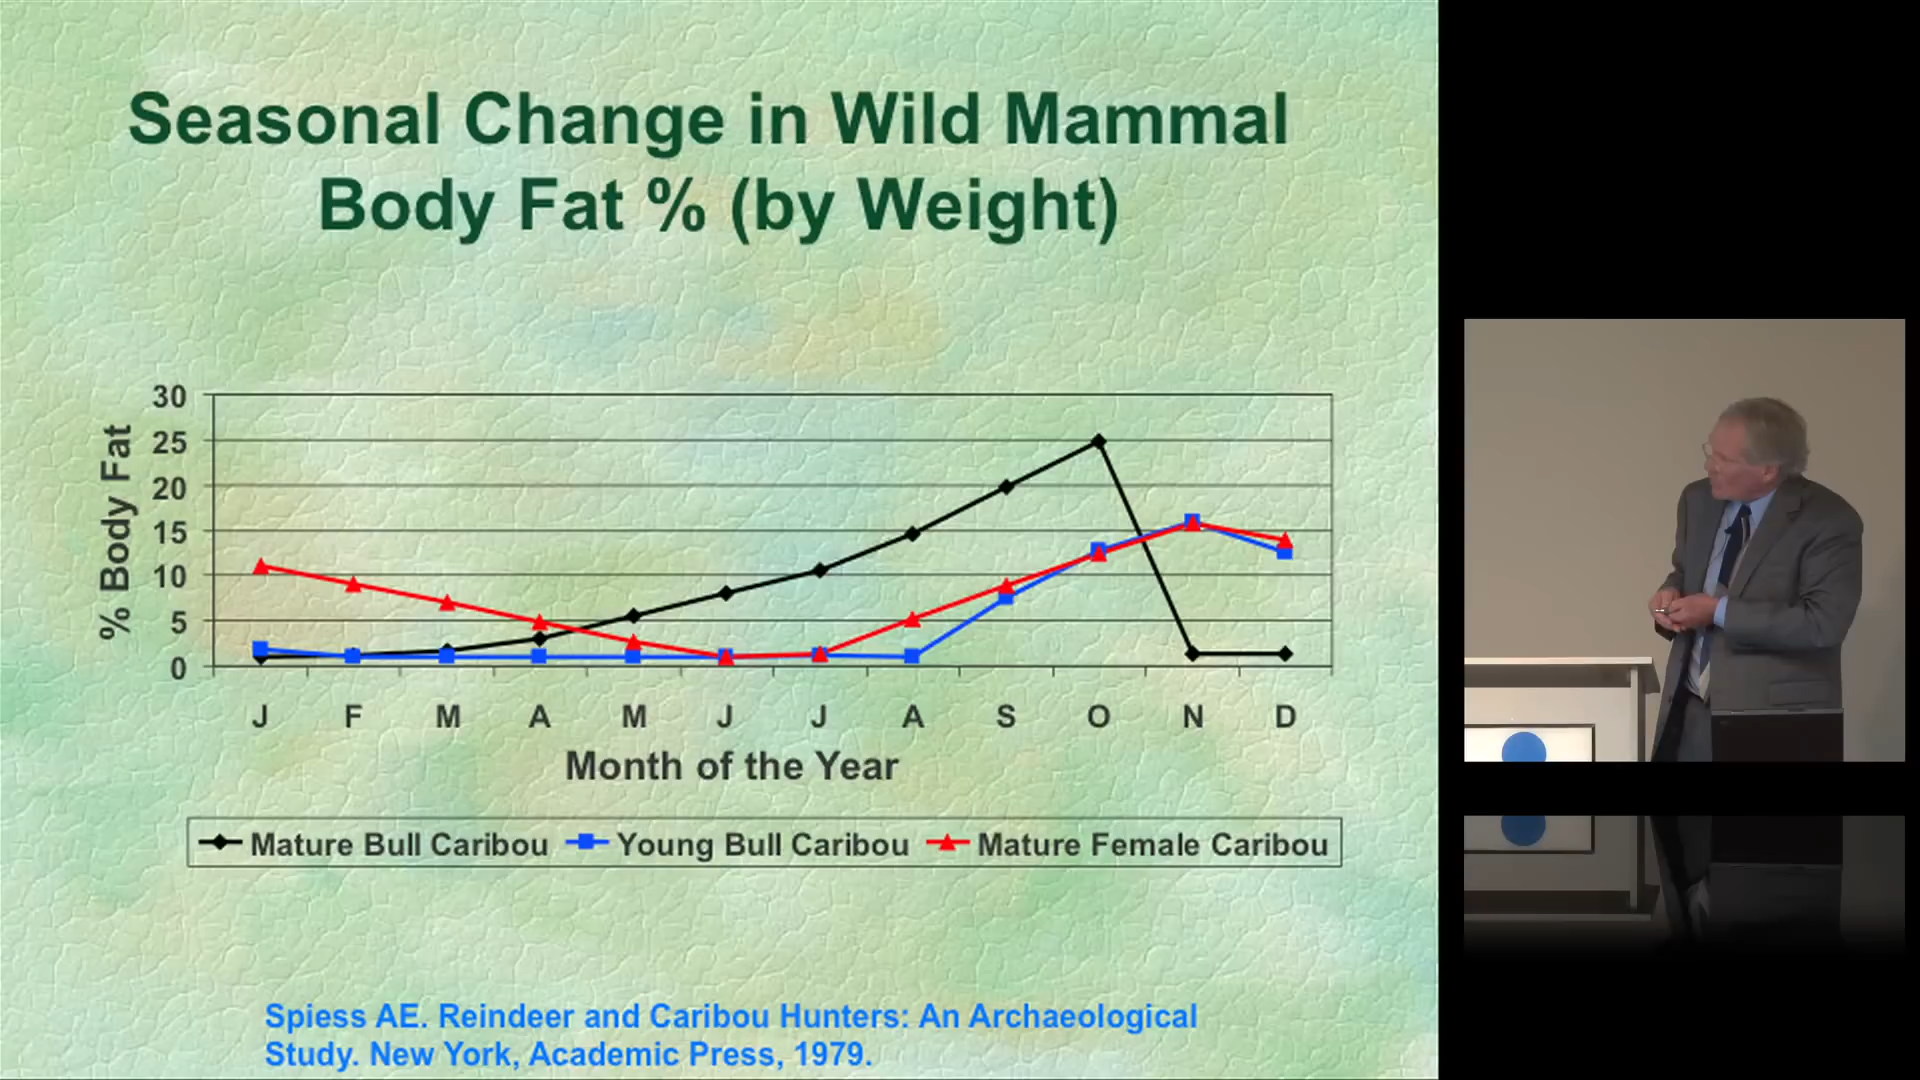 Seasonal Change in Wild Mammal
Body Fat % (by Weight)
% Body Fat
30
25
20
15
10
5
0
J F M A M J J A S O N D
Month of the Year
Mature Bull Caribou Young Bull Caribou Mature Female Caribou
Spiess AE. Reindeer and Caribou Hunters: An Archaeological
Study. New York, Academic Press, 1979.